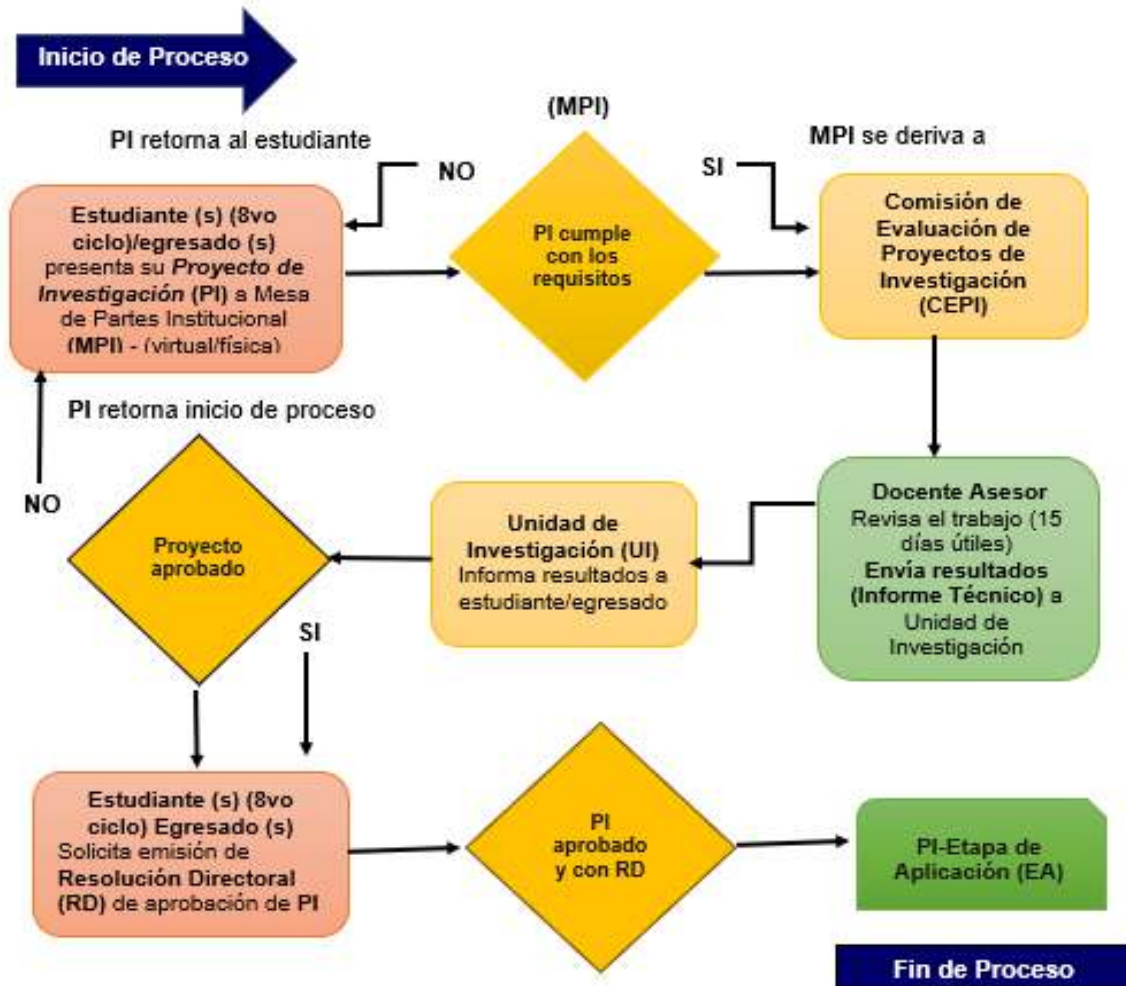 Inicio de Proceso
(MPI)
PI retorna al estudiante
NO
SI
MPI se deriva a
Estudiante (s) (8vo
ciclo)/egresado (s)
presenta su Proyecto de
Investigación (PI) a Mesa
de Partes Institucional
(MPI) - (virtual/física)
PI cumple
con los
requisitos
Comisión de
Evaluación de
Proyectos de
Investigación
(CEPI)
PI retorna inicio de proceso
NO
Proyecto
aprobado
SI
Unidad de
Investigación (UI)
Informa resultados a
estudiante/egresado
Docente Asesor
Revisa el trabajo (15
días útiles)
Envía resultados
(Informe Técnico) a
Unidad de
Investigación
Estudiante (s) (8vo
ciclo) Egresado (s)
Solicita emisión de
Resolución Directoral
(RD) de aprobación de PI
PI
aprobado
y con RD
PI-Etapa de
Aplicación (EA)
Fin de Proceso